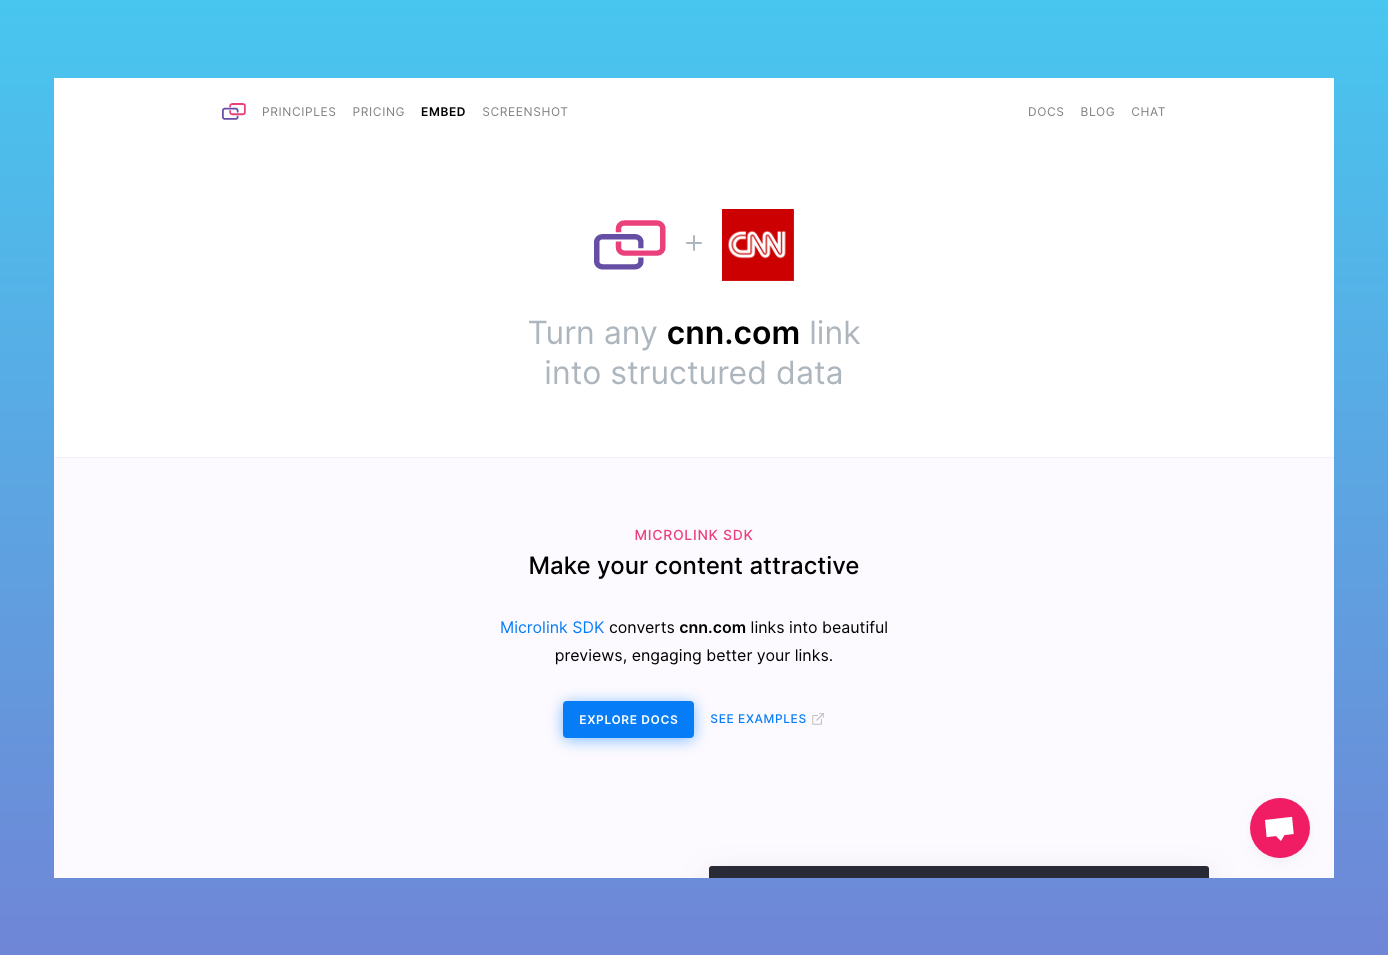 PRINCIPLES PRICING EMBED SCREENSHOT DOCS BLOG CHAT
+ CNN
Turn any cnn.com link
into structured data
MICROLINK SDK
Make your content attractive
Microlink SDK converts cnn.com links into beautiful
previews, engaging better your links.
EXPLORE DOCS SEE EXAMPLES